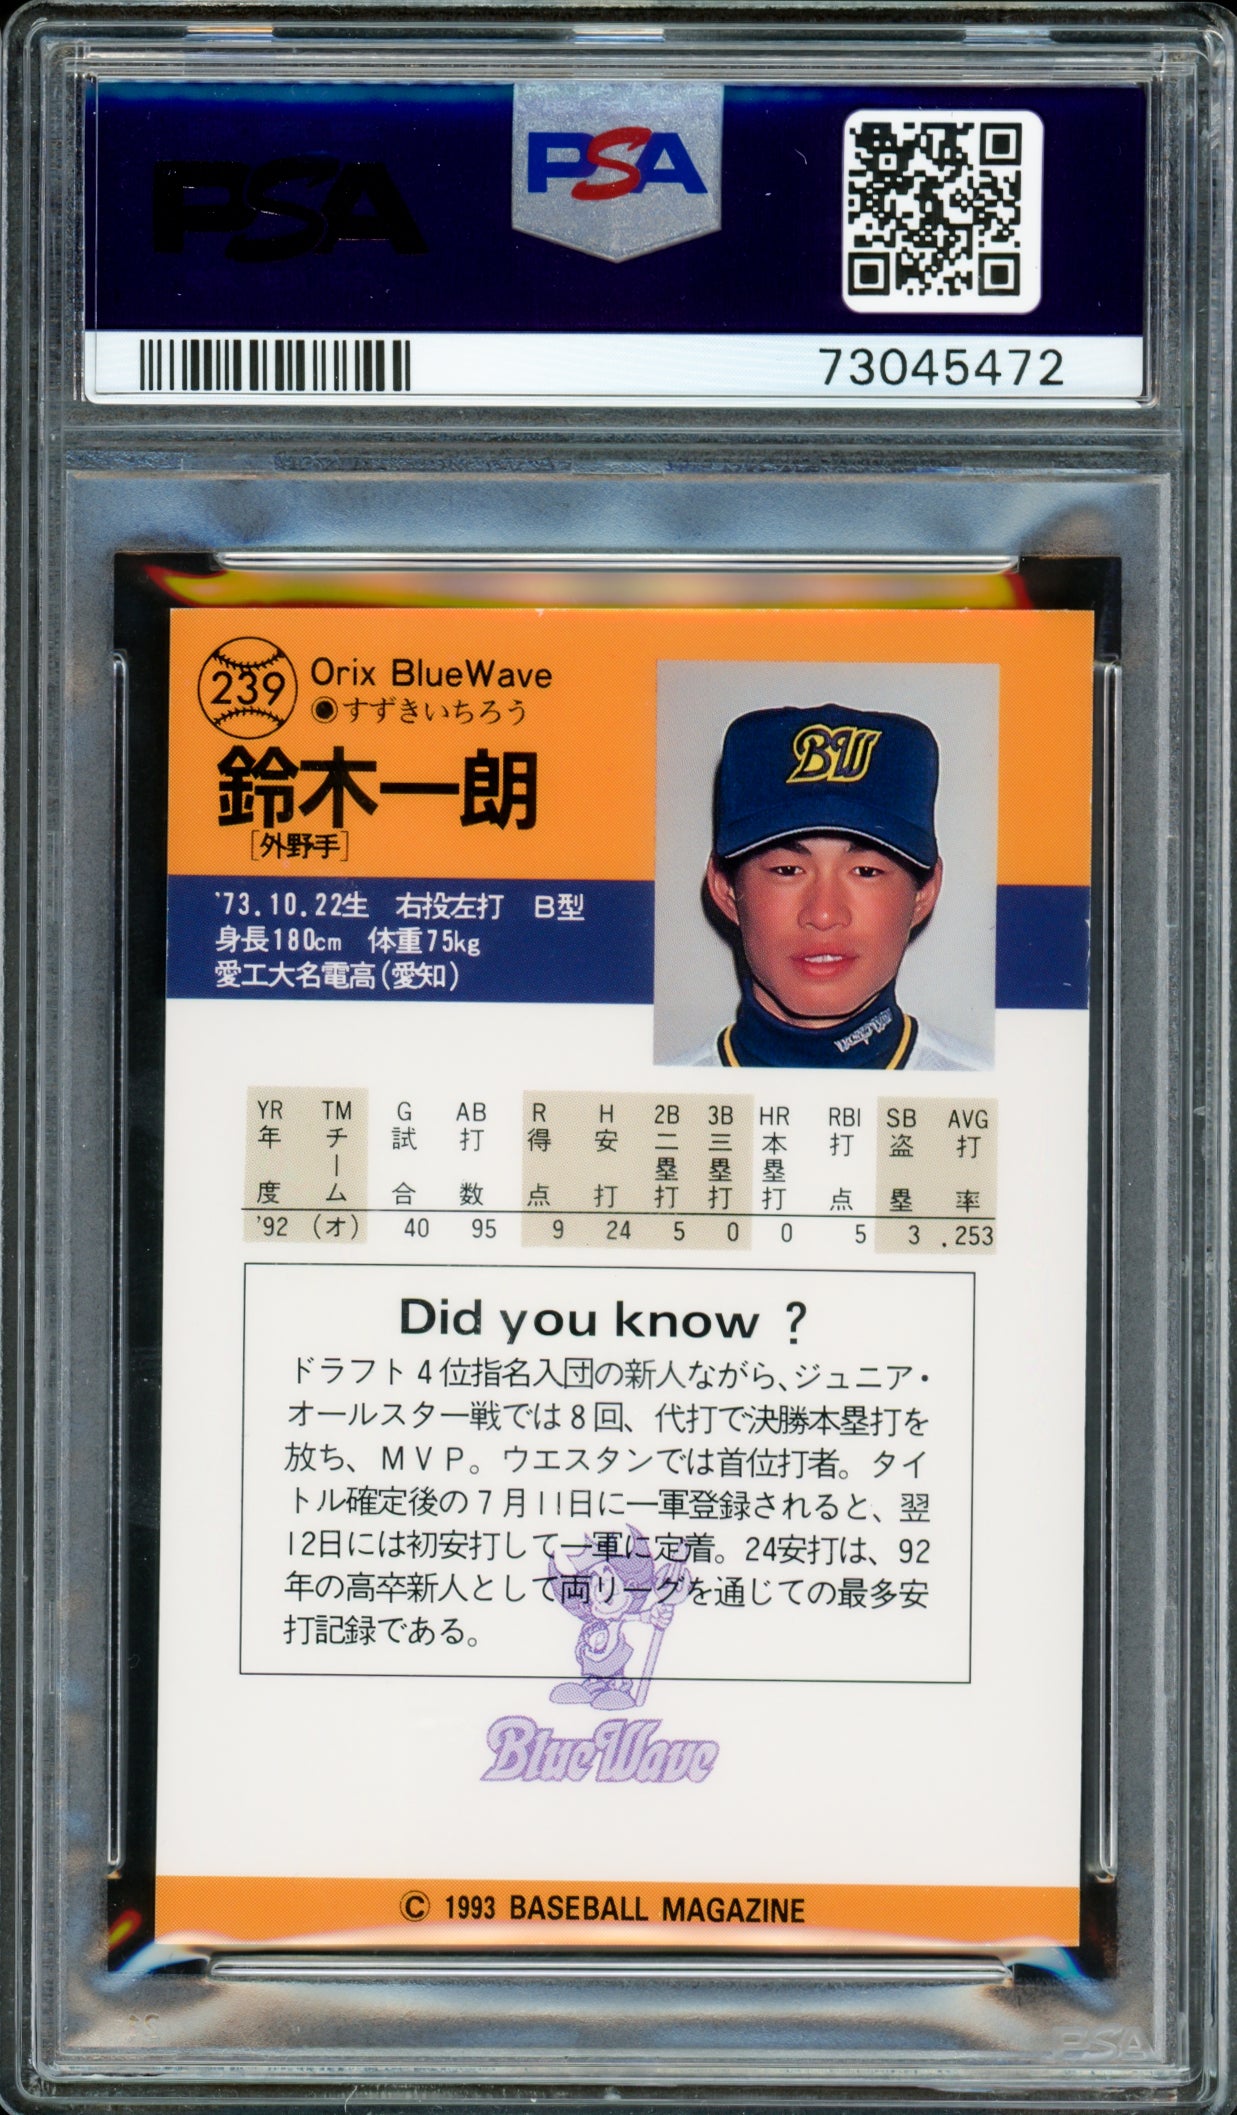 PSA
PSA
73045472
239
Orix BlueWave
◉すずきいちろう
鈴木一朗
[外野手]
BW
'73.10.22生 右投左打 B型
身長180cm 体重75kg
愛工大名電高(愛知)
YR TM G AB R H 2B 3B HR RBI SB AVG
年度 チーム 試合 打数 得点 安打 二塁打 三塁打 本塁打 打点 盗塁 打率
'92 (オ) 40 95 9 24 5 0 0 5 3 .253
Did you know ?
ドラフト4位指名入団の新人ながら、ジュニア・
オールスター戦では8回、代打で決勝本塁打を
放ち、MVP。ウエスタンでは首位打者。タイ
トル確定後の7月11日に一軍登録されると、翌
12日には初安打して一軍に定着。24安打は、92
年の高卒新人として両リーグを通じての最多安
打記録である。
BlueWave
© 1993 BASEBALL MAGAZINE
PSA